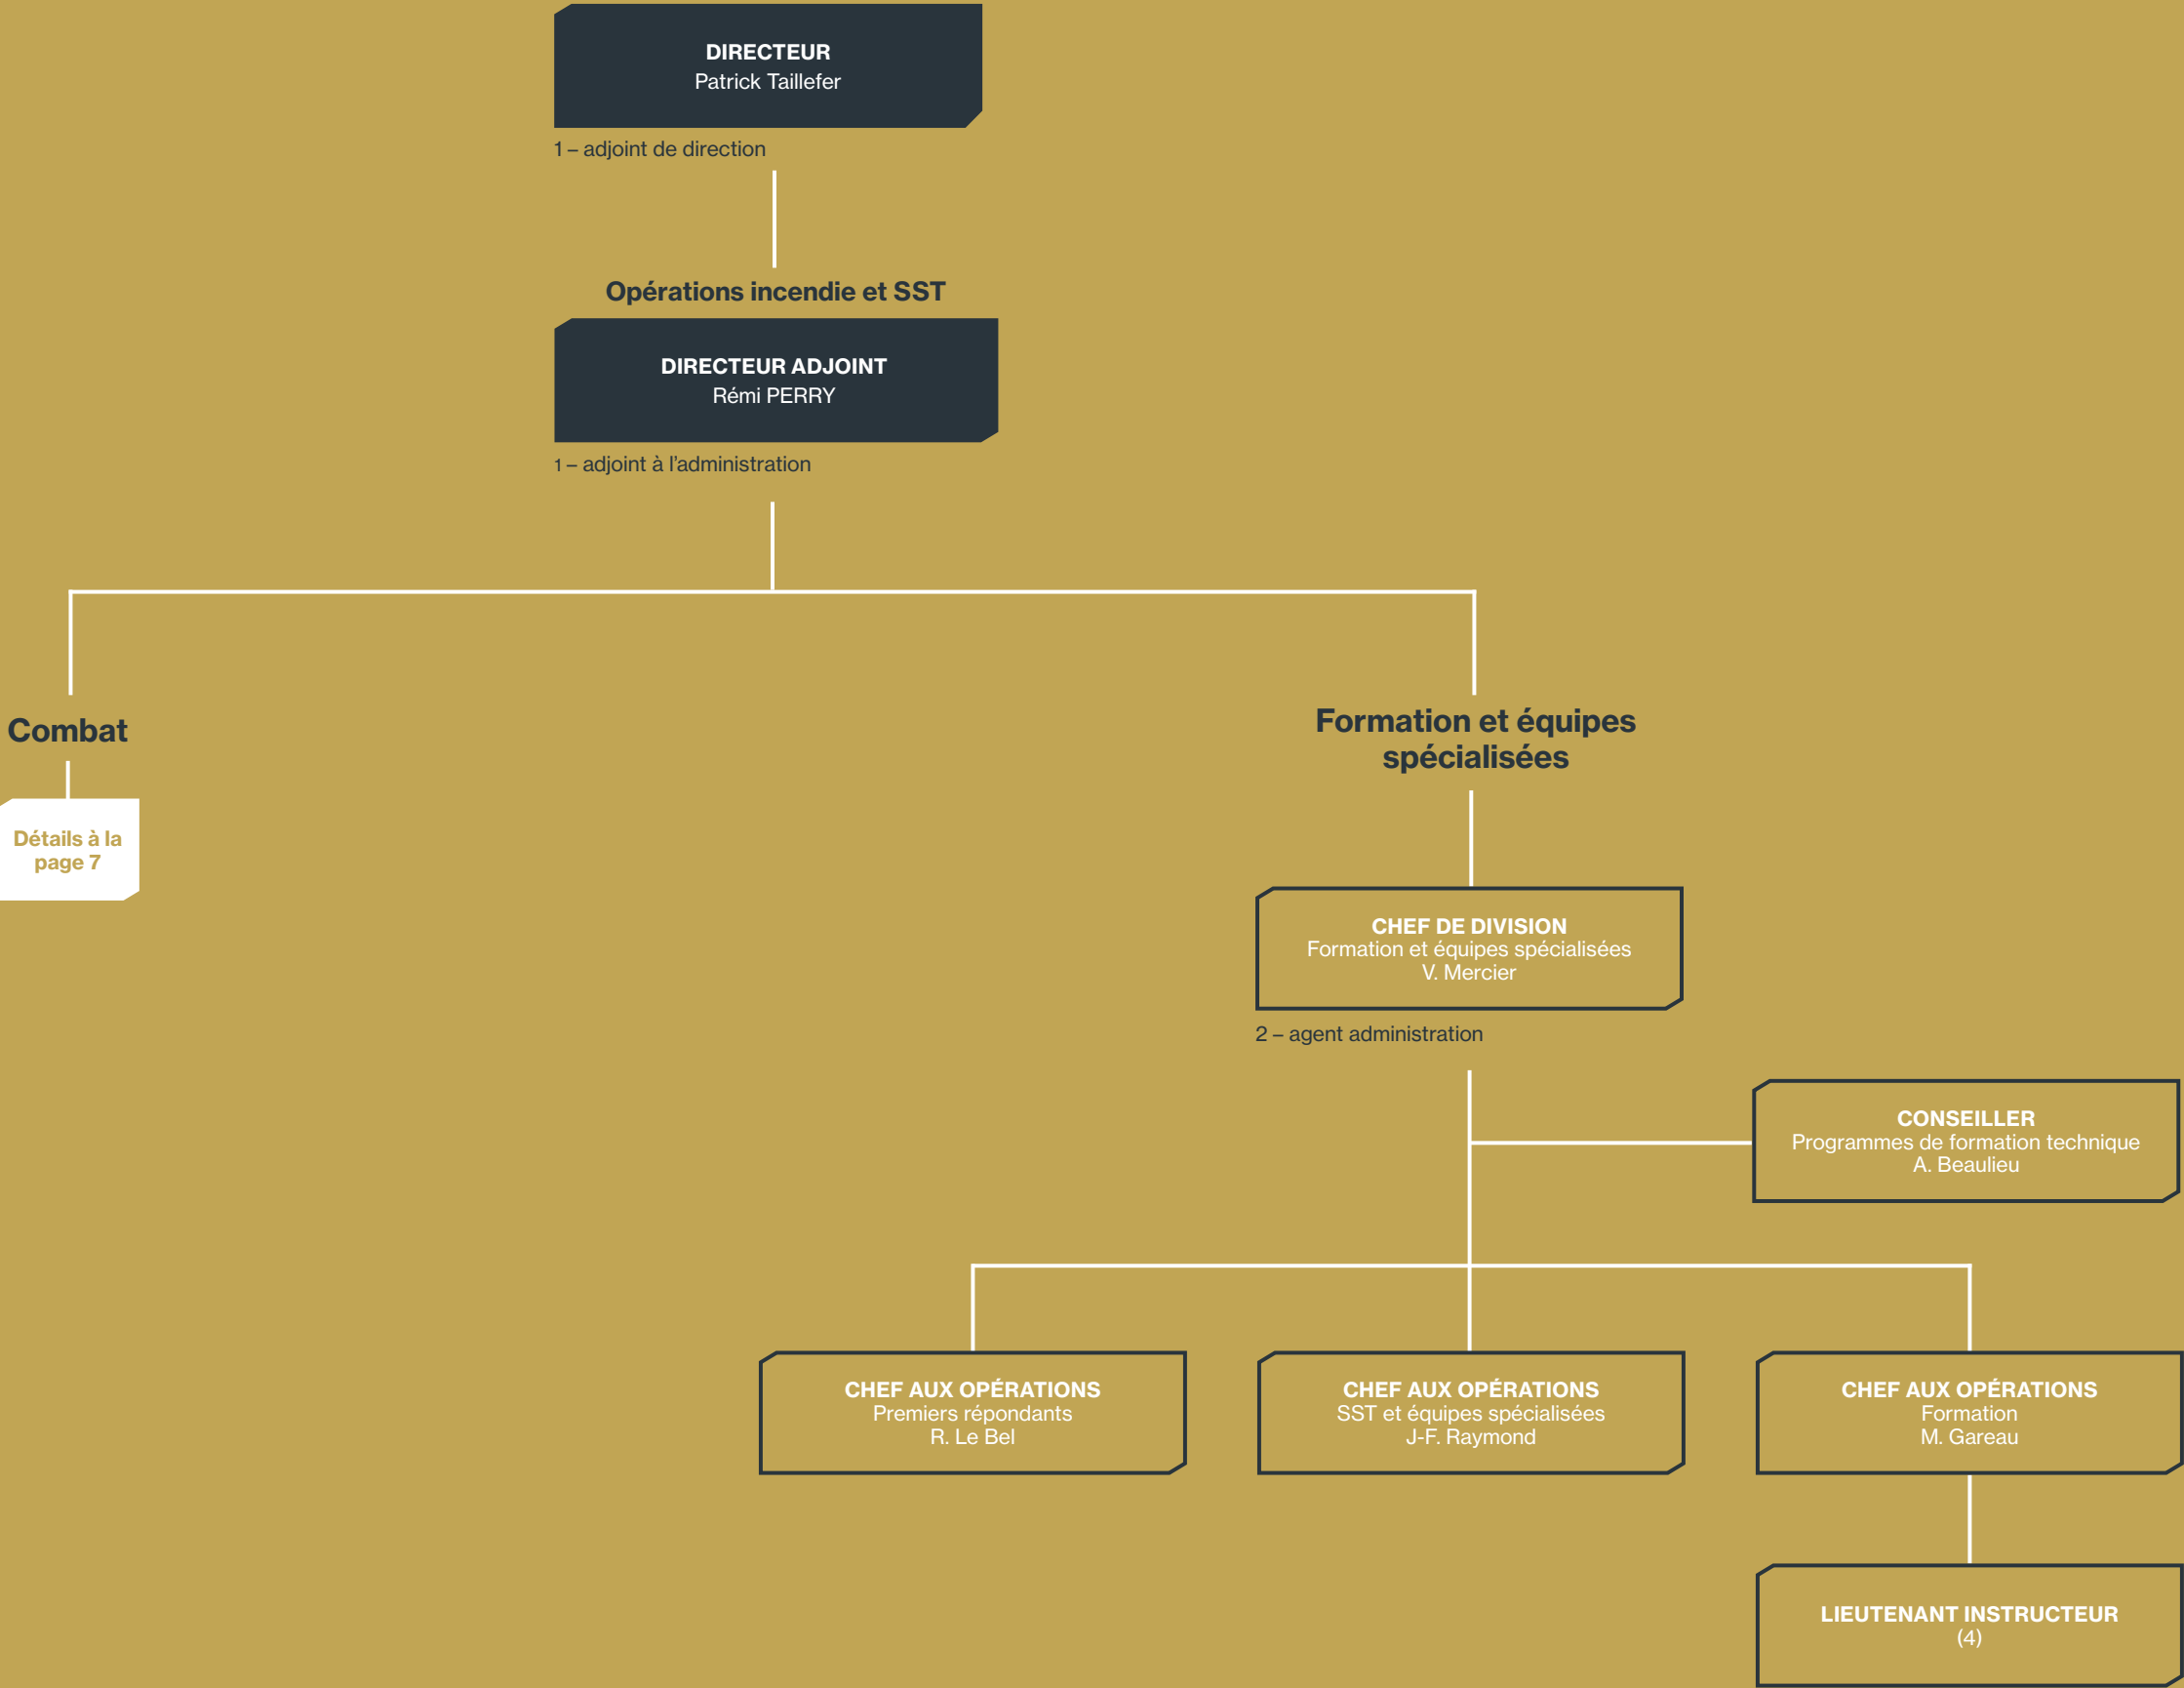 DIRECTEUR
Patrick Taillefer
1 – adjoint de direction
Opérations incendie et SST
DIRECTEUR ADJOINT
Rémi PERRY
1 – adjoint à l'administration
Combat
Détails à la
page 7
Formation et équipes
spécialisées
CHEF DE DIVISION
Formation et équipes spécialisées
V. Mercier
2 – agent administration
CONSEILLER
Programmes de formation technique
A. Beaulieu
CHEF AUX OPÉRATIONS
Premiers répondants
R. Le Bel
CHEF AUX OPÉRATIONS
SST et équipes spécialisées
J-F. Raymond
CHEF AUX OPÉRATIONS
Formation
M. Gareau
LIEUTENANT INSTRUCTEUR
(4)